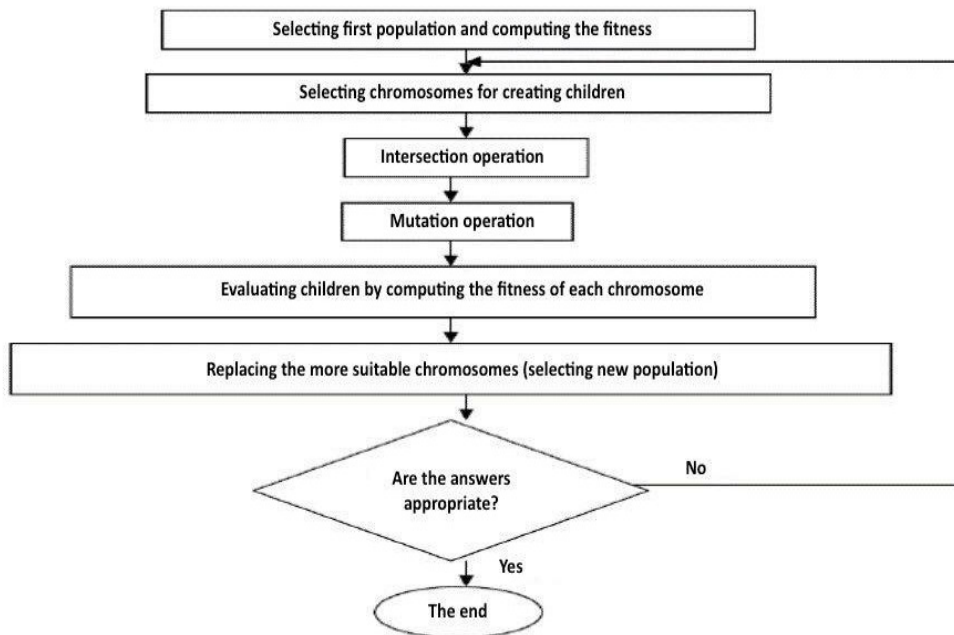 Selecting first population and computing the fitness
Selecting chromosomes for creating children
Intersection operation
Mutation operation
Evaluating children by computing the fitness of each chromosome
Replacing the more suitable chromosomes (selecting new population)
Are the answers
appropriate?
No
Yes
The end